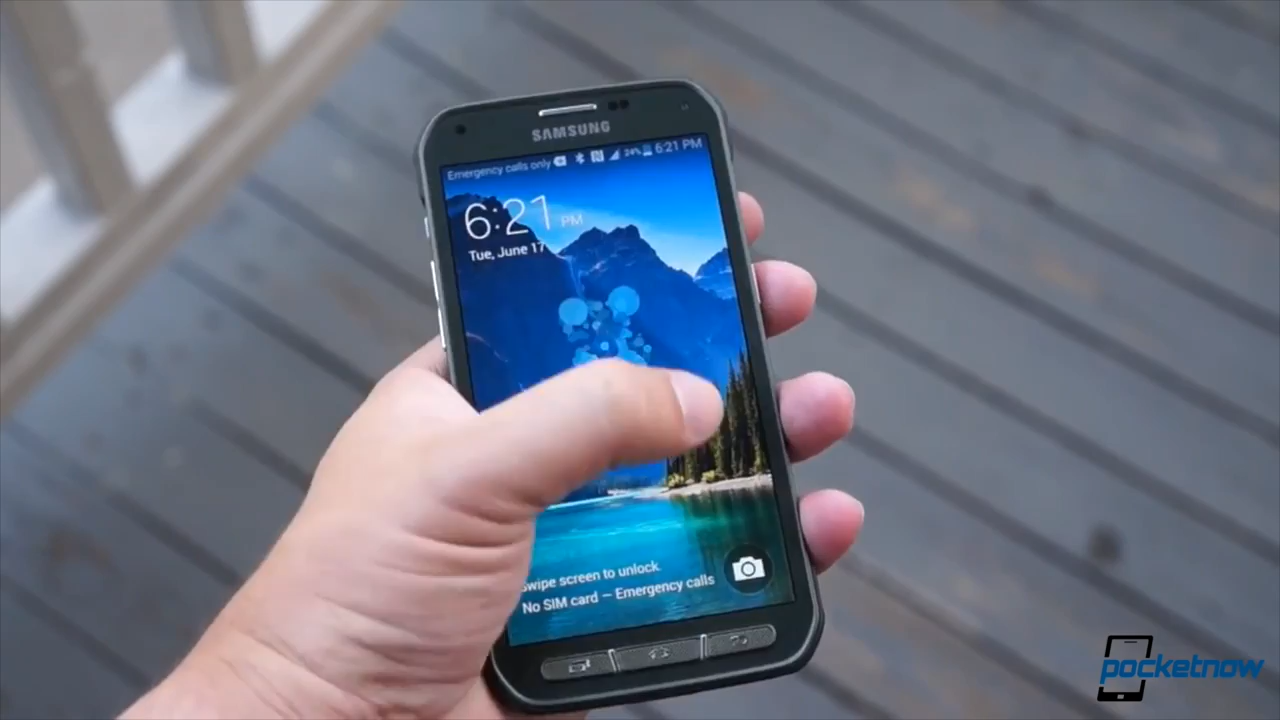 SAMSUNG
Emergency calls only 24% 6:21 PM
6:21 PM
Tue, June 17
Swipe screen to unlock.
No SIM card – Emergency calls
pocketnow